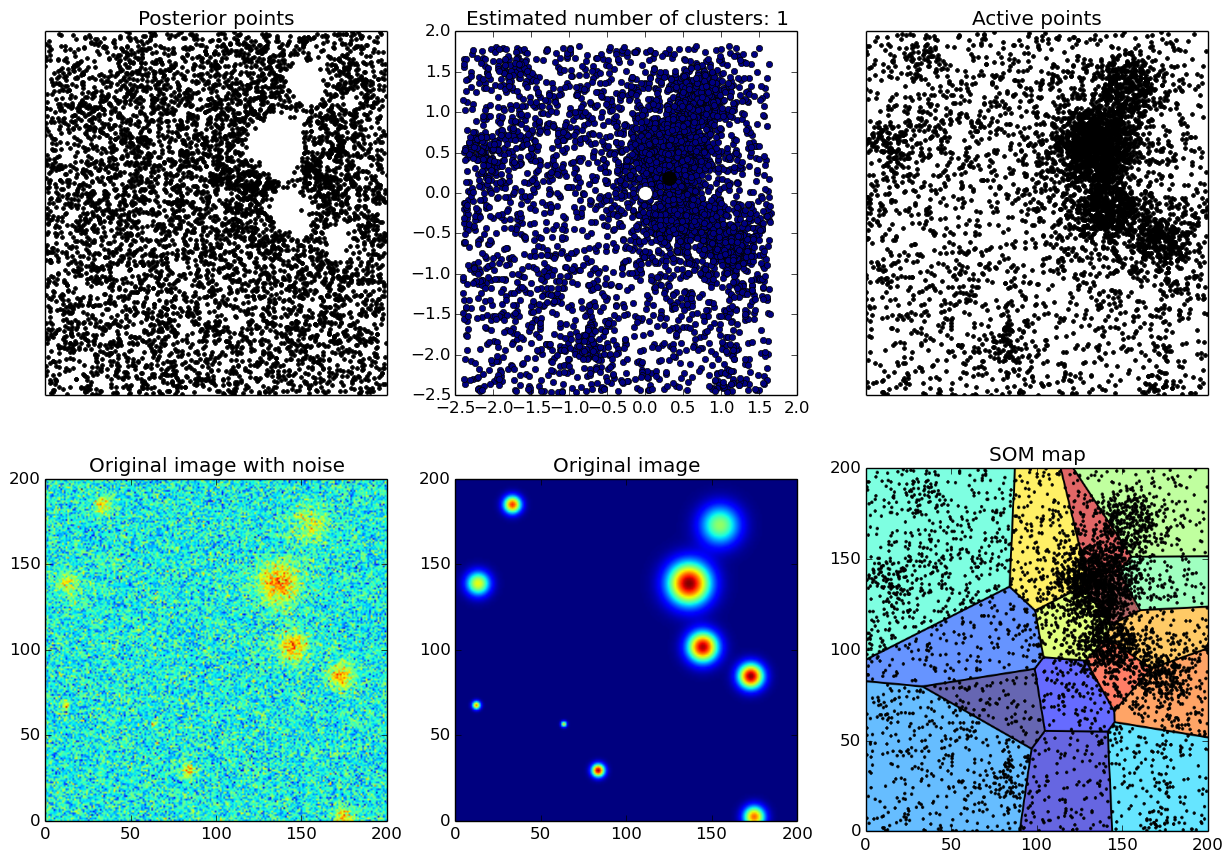 Posterior points
Estimated number of clusters: 1
Active points
2.0
1.5
1.0
0.5
0.0
−0.5
−1.0
−1.5
−2.0
−2.5
−2.5 −2.0 −1.5 −1.0 −0.5 0.0 0.5 1.0 1.5 2.0
Original image with noise
200
150
100
50
0
0 50 100 150 200
Original image
200
150
100
50
0
0 50 100 150 200
SOM map
200
150
100
50
0
0 50 100 150 200